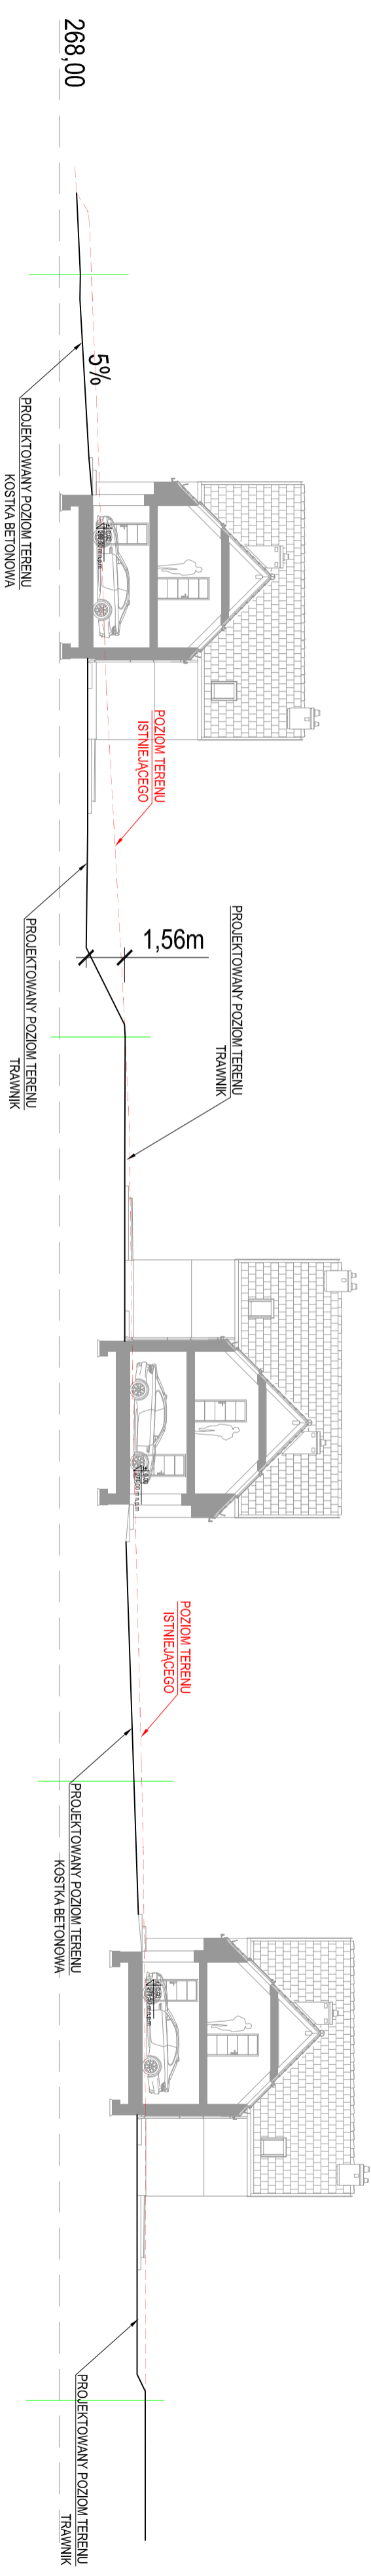 268,00
5%
PROJEKTOWANY POZIOM TERENU
KOSTKA BETONOWA
POZIOM TERENU
ISTNIEJĄCEGO
PROJEKTOWANY POZIOM TERENU
TRAWNIK
1,56m
PROJEKTOWANY POZIOM TERENU
TRAWNIK
POZIOM TERENU
ISTNIEJĄCEGO
PROJEKTOWANY POZIOM TERENU
KOSTKA BETONOWA
PROJEKTOWANY POZIOM TERENU
TRAWNIK